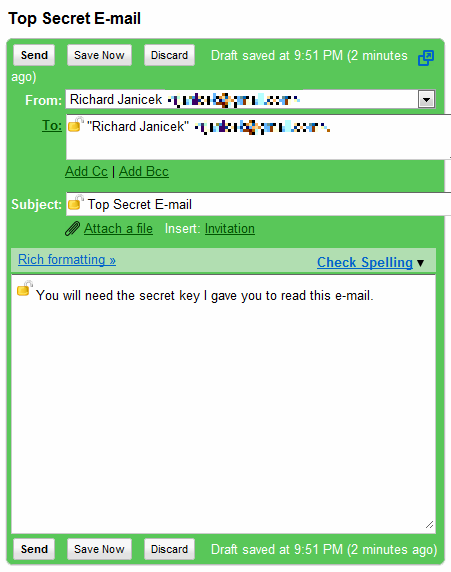 Top Secret E-mail
Send Save Now Discard Draft saved at 9:51 PM (2 minutes
ago)
From: Richard Janicek
To: "Richard Janicek"
Add Cc | Add Bcc
Subject: Top Secret E-mail
Attach a file Insert: Invitation
Rich formatting » Check Spelling ▼
You will need the secret key I gave you to read this e-mail.
Send Save Now Discard Draft saved at 9:51 PM (2 minutes ago)